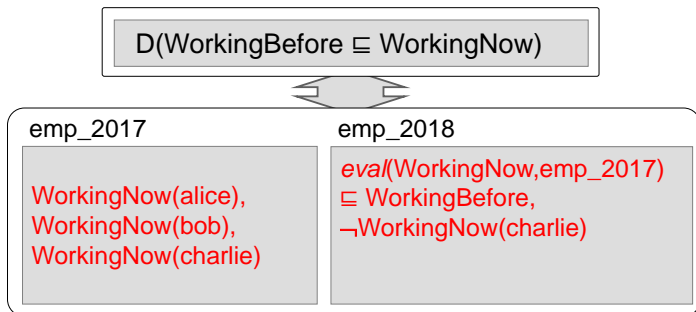 D(WorkingBefore ⊑ WorkingNow)
emp_2017
WorkingNow(alice),
WorkingNow(bob),
WorkingNow(charlie)
emp_2018
eval(WorkingNow,emp_2017)
⊑ WorkingBefore,
¬WorkingNow(charlie)